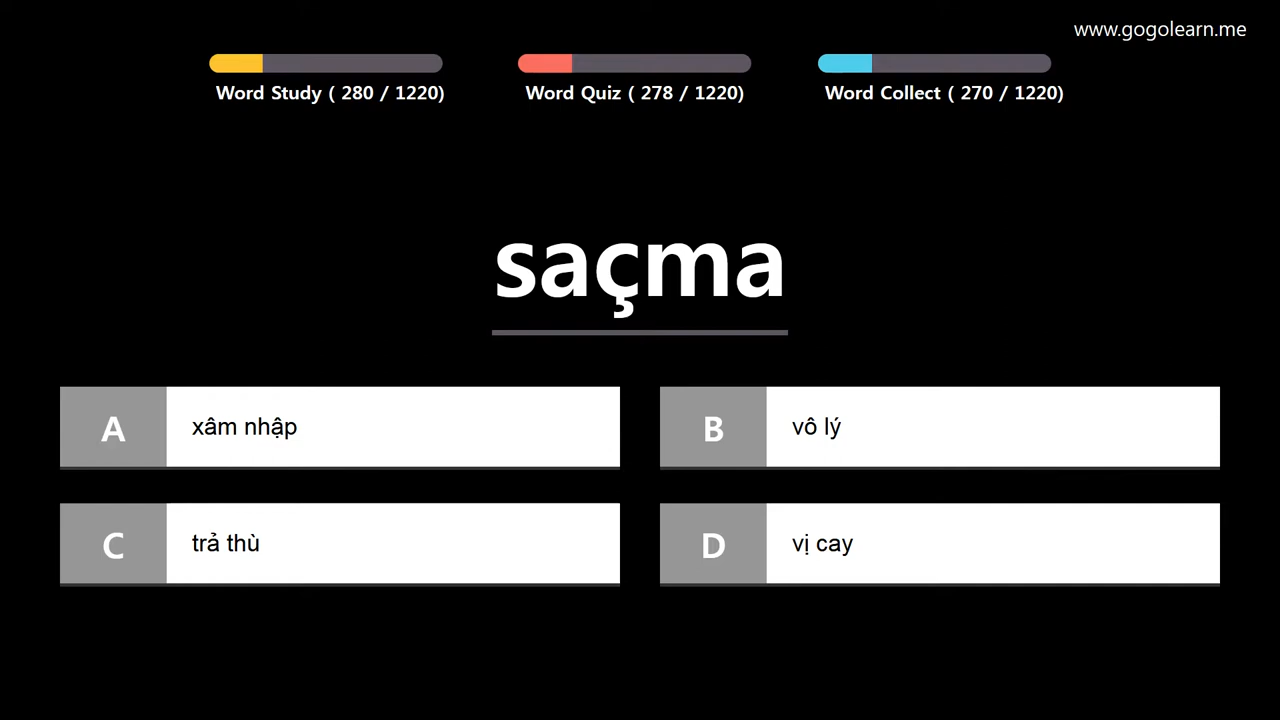 www.gogolearn.me
Word Study ( 280 / 1220)
Word Quiz ( 278 / 1220)
Word Collect ( 270 / 1220)
saçma
A xâm nhập
B vô lý
C trả thù
D vị cay